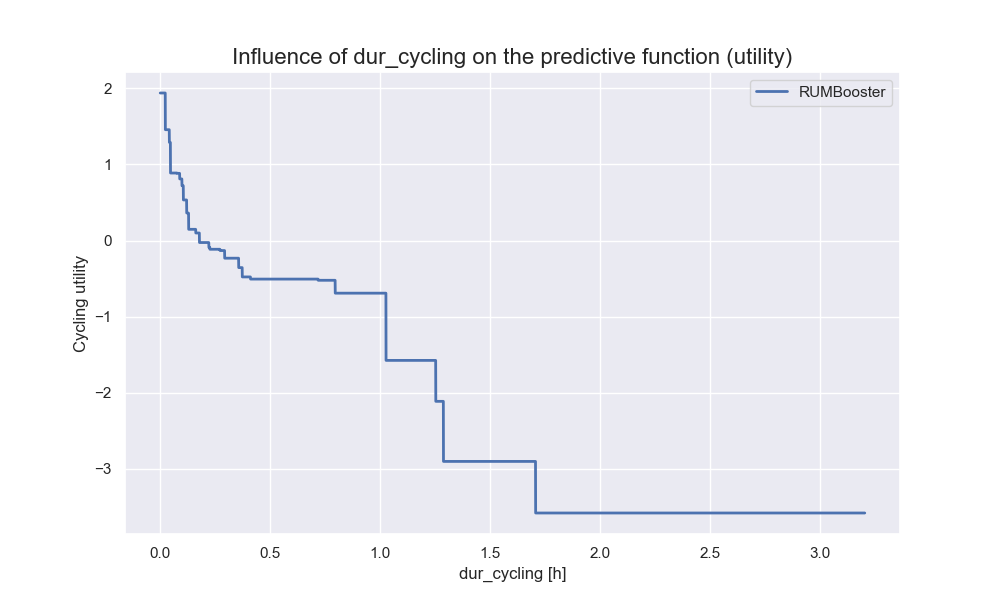 Influence of dur_cycling on the predictive function (utility)
RUMBooster
2
1
0
−1
−2
−3
Cycling utility
0.0 0.5 1.0 1.5 2.0 2.5 3.0
dur_cycling [h]